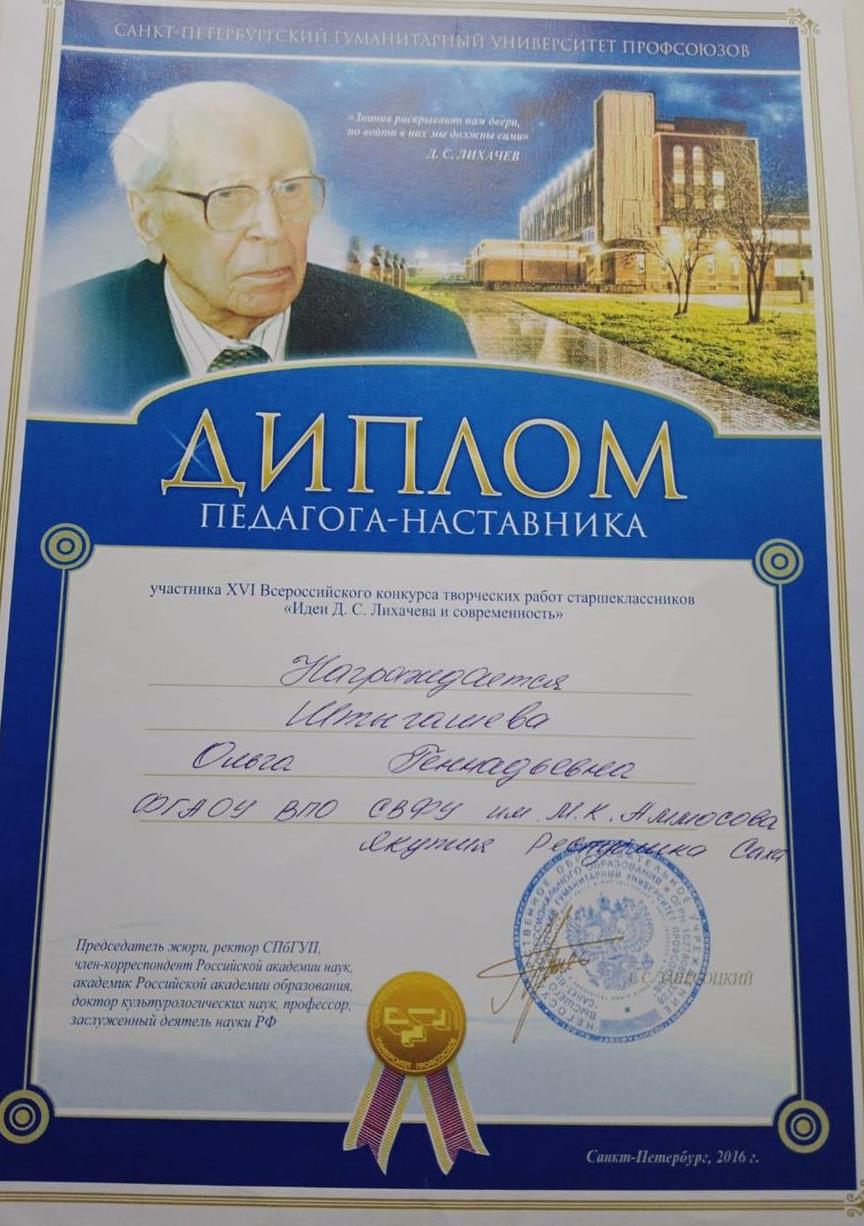 САНКТ-ПЕТЕРБУРГСКИЙ ГУМАНИТАРНЫЙ УНИВЕРСИТЕТ ПРОФСОЮЗОВ
«Знания раскрывают нам двери,
но войти в них мы должны сами»
Д. С. ЛИХАЧЕВ
ДИПЛОМ
ПЕДАГОГА-НАСТАВНИКА
участника XVI Всероссийского конкурса творческих работ старшеклассников
«Идеи Д. С. Лихачева и современность»
Награждается
Штыгашева
Ольга Геннадьевна
ФГАОУ ВПО СВФУ им. М.К. Аммосова
Якутия Республика Саха
Председатель жюри, ректор СПбГУП,
член-корреспондент Российской академии наук,
академик Российской академии образования,
доктор культурологических наук, профессор,
заслуженный деятель науки РФ
УНИВЕРСИТЕТ ПРОФСОЮЗОВ
Санкт-Петербург, 2016 г.